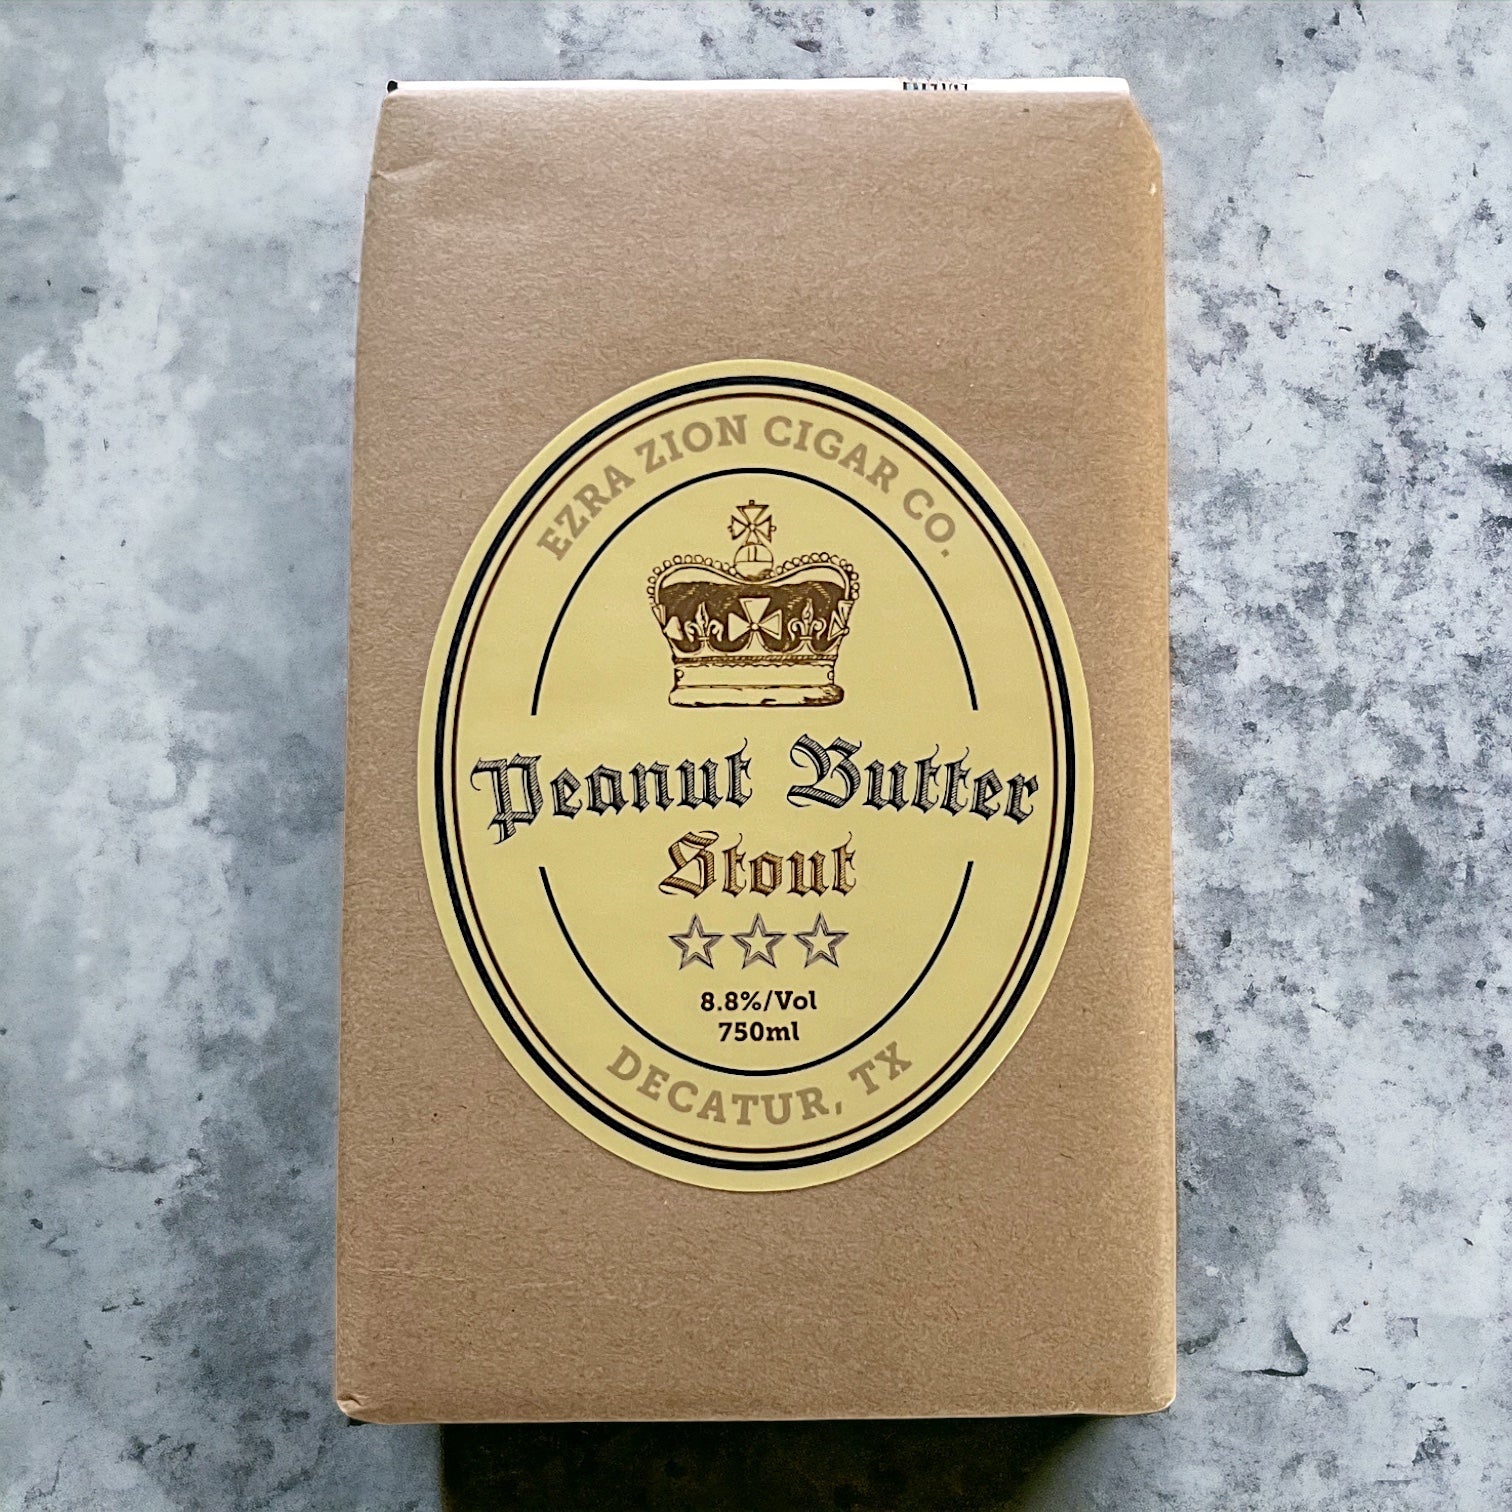 EZRA ZION CIGAR CO.
Peanut Butter
Stout
8.8%/Vol
750ml
DECATUR, TX